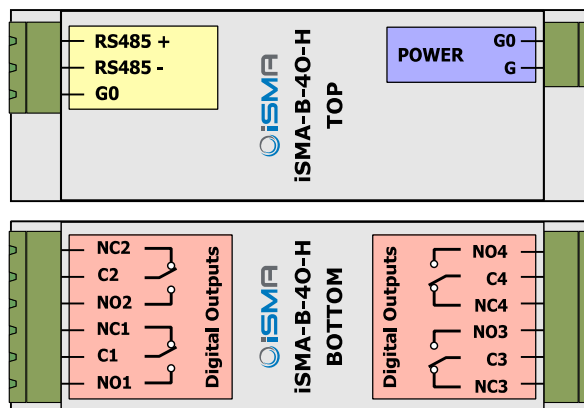 RS485 +
RS485 -
G0
iSMA
iSMA-B-4O-H
TOP
POWER
G0
G
NC2
C2
NO2
NC1
C1
NO1
Digital Outputs
iSMA
iSMA-B-4O-H
BOTTOM
Digital Outputs
NO4
C4
NC4
NO3
C3
NC3